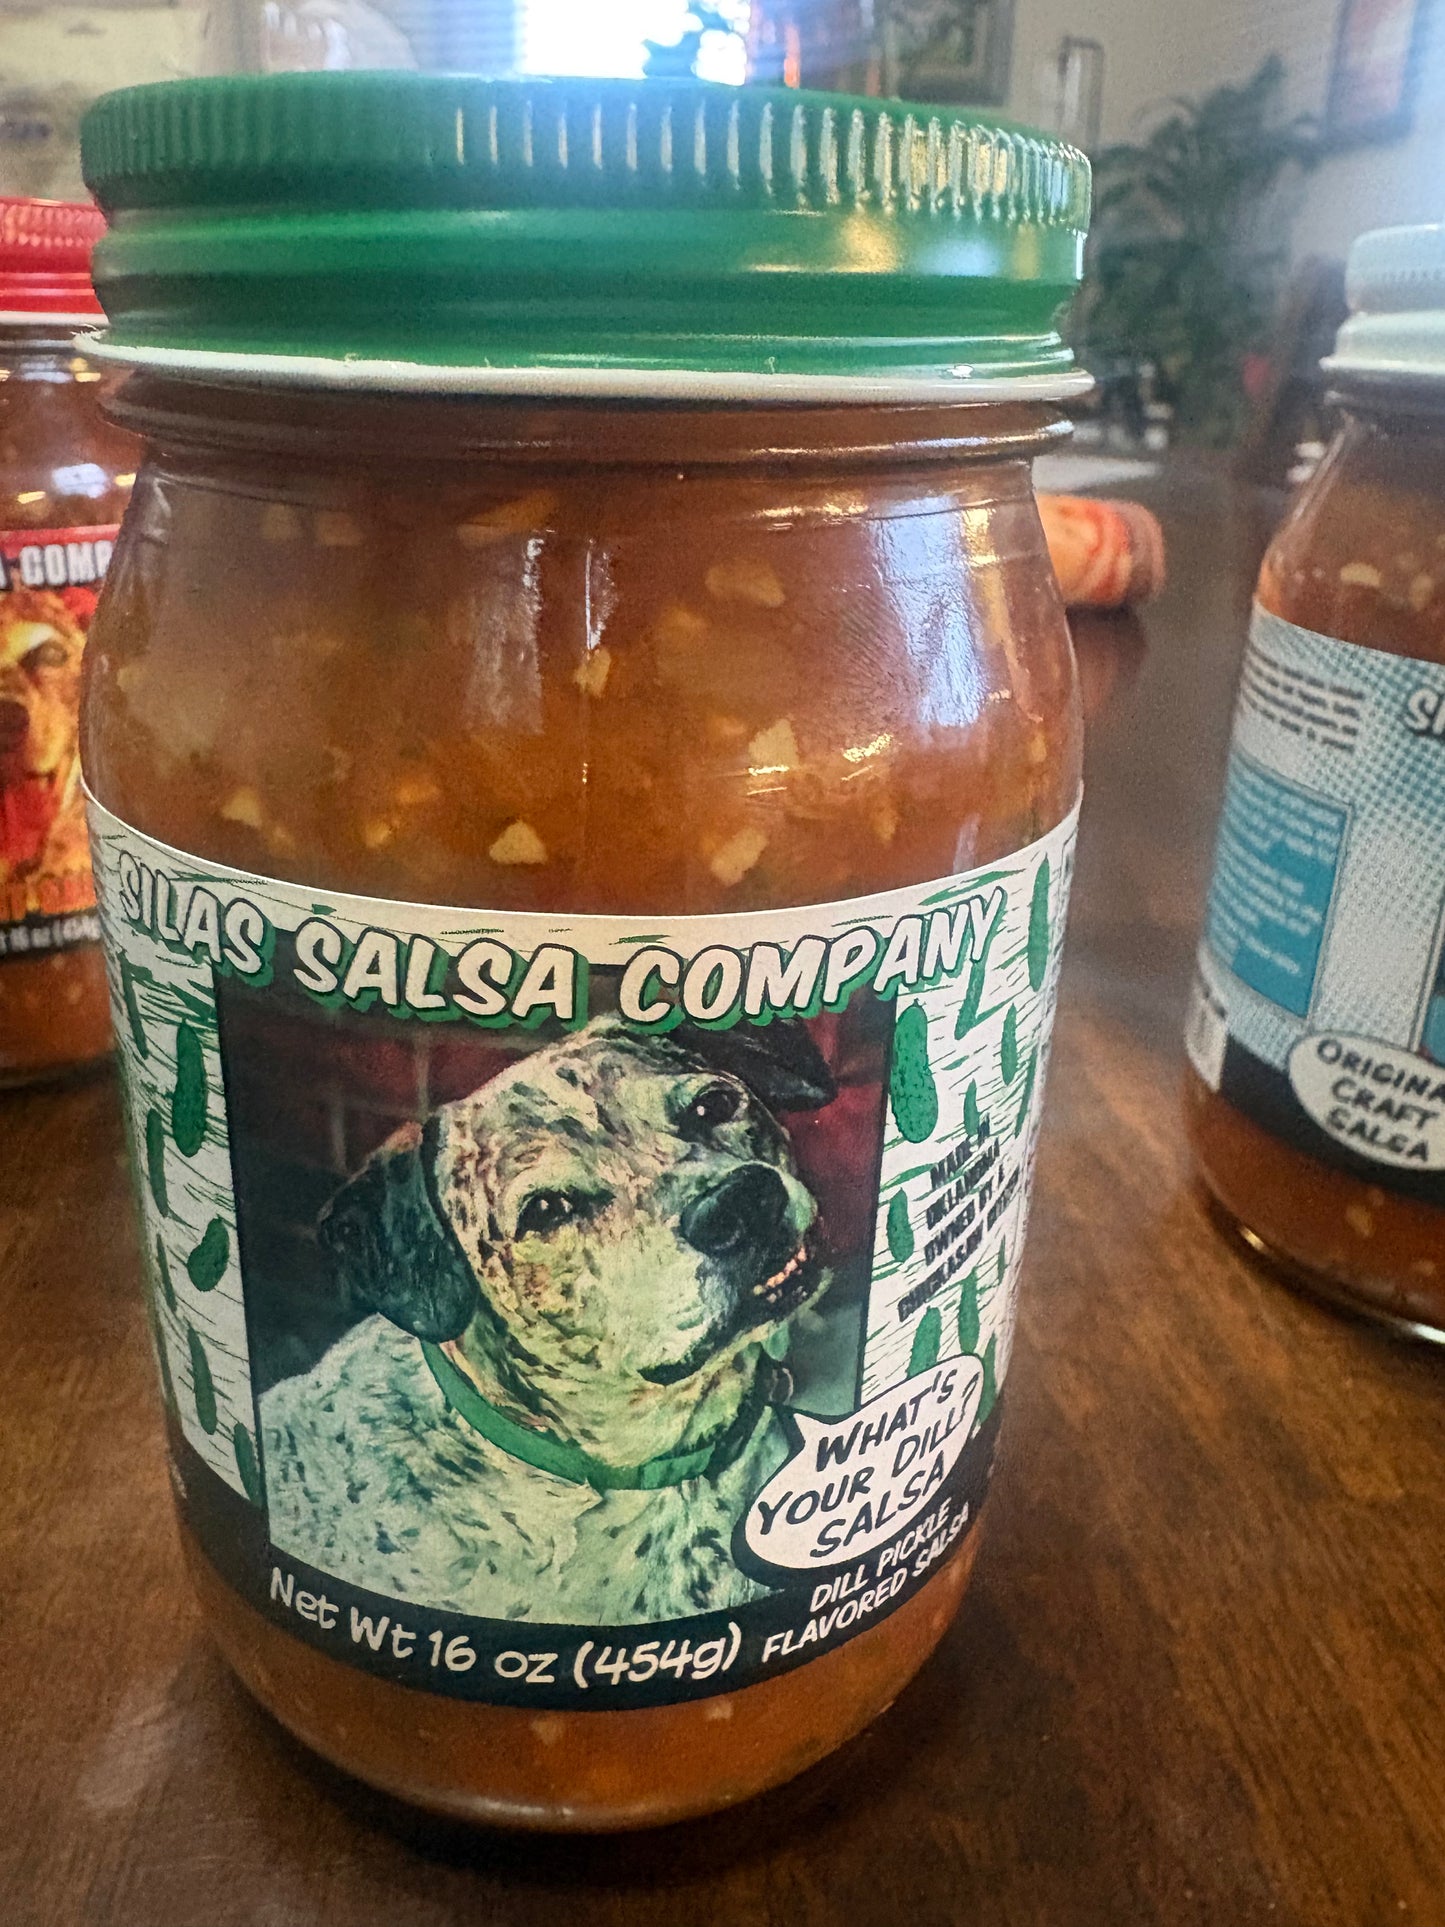 SILAS SALSA COMPANY
MADE IN
OKLAHOMA
OWNED BY A
CHICKASAW CITIZEN
WHAT'S
YOUR DILL?
SALSA
DILL PICKLE
FLAVORED SALSA
Net Wt 16 oz (454g)
ORIGINAL
CRAFT
SALSA